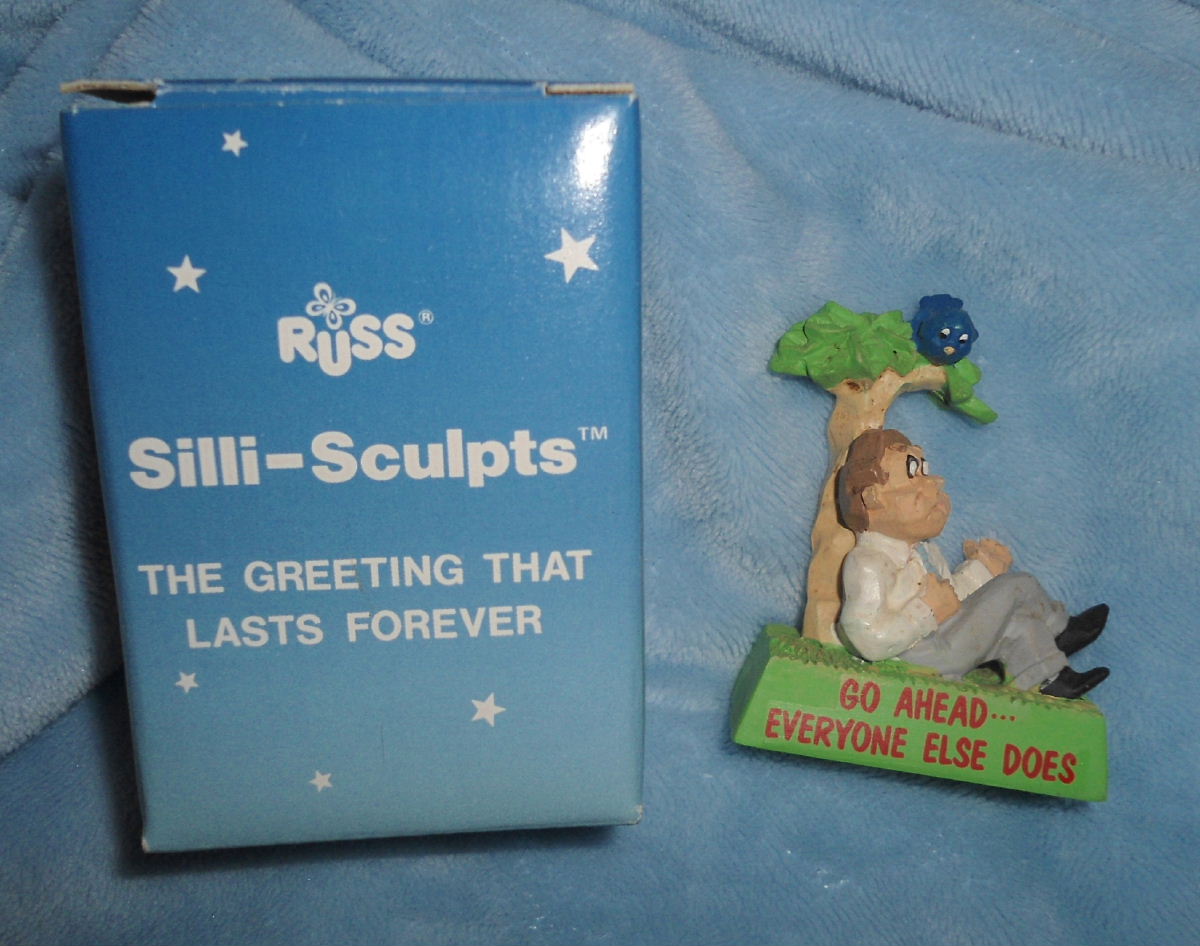 RUSS®
Silli-Sculpts™
THE GREETING THAT
LASTS FOREVER
GO AHEAD...
EVERYONE ELSE DOES